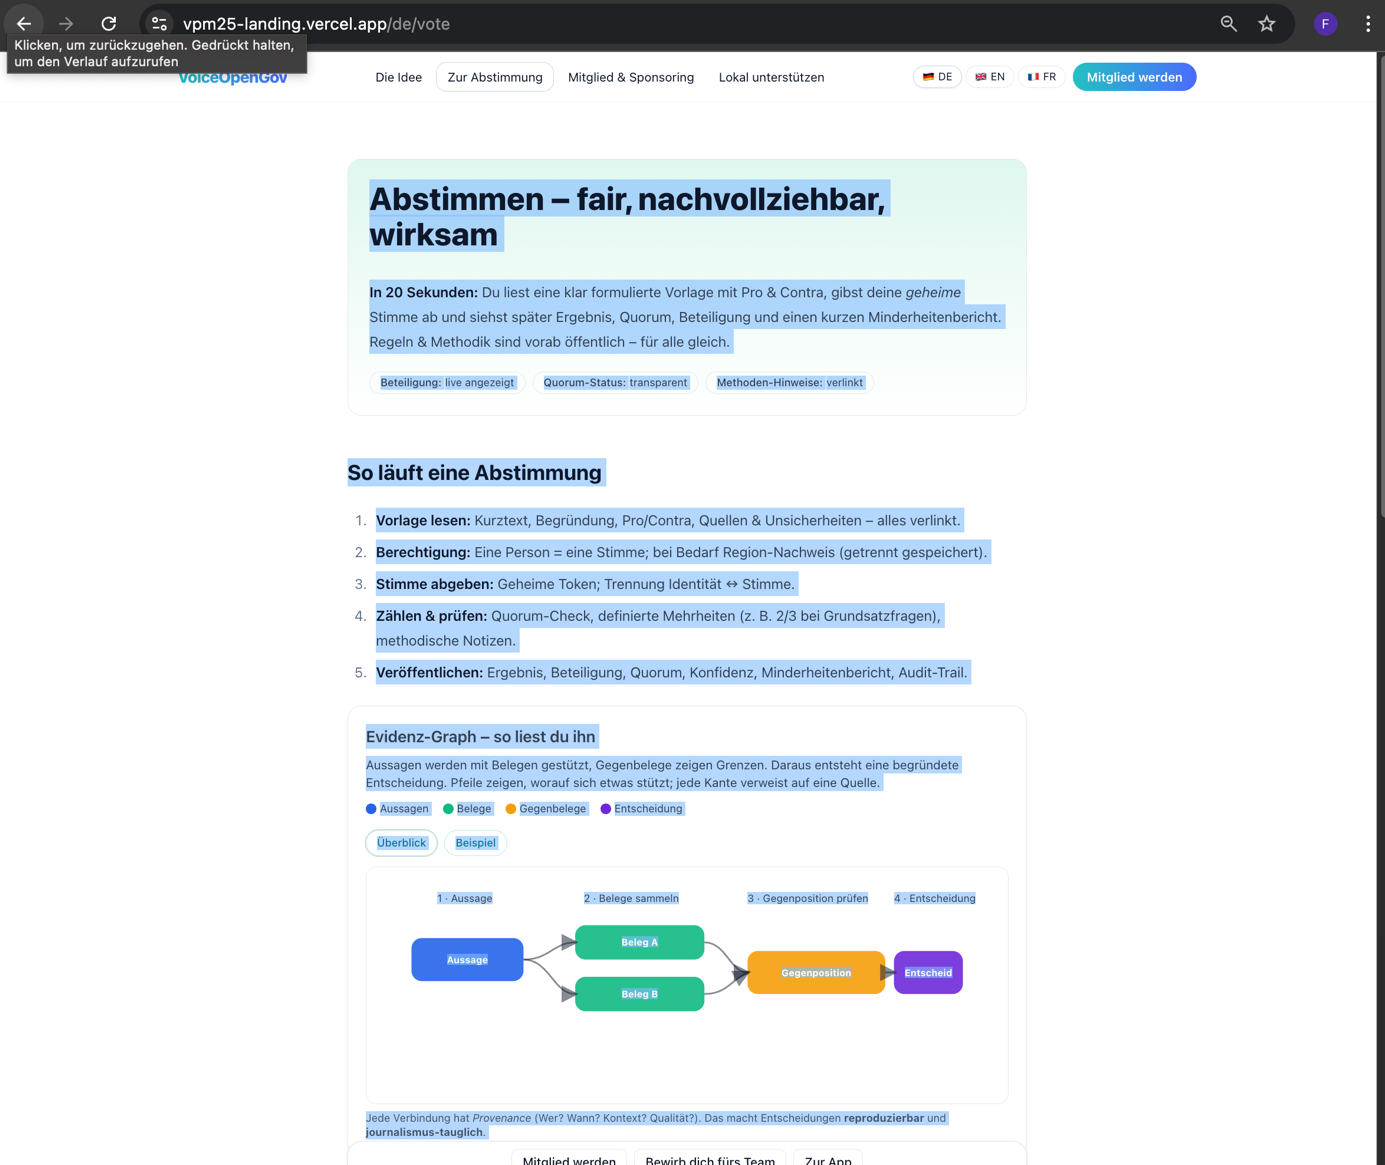 vpm25-landing.vercel.app/de/vote
F
Klicken, um zurückzugehen. Gedrückt halten,
um den Verlauf aufzurufen
VoiceOpenGov
Die Idee
Zur Abstimmung
Mitglied & Sponsoring
Lokal unterstützen
DE
EN
FR
Mitglied werden
Abstimmen – fair, nachvollziehbar,
wirksam
In 20 Sekunden: Du liest eine klar formulierte Vorlage mit Pro & Contra, gibst deine geheime
Stimme ab und siehst später Ergebnis, Quorum, Beteiligung und einen kurzen Minderheitenbericht.
Regeln & Methodik sind vorab öffentlich – für alle gleich.
Beteiligung: live angezeigt
Quorum-Status: transparent
Methoden-Hinweise: verlinkt
So läuft eine Abstimmung
1. Vorlage lesen: Kurztext, Begründung, Pro/Contra, Quellen & Unsicherheiten – alles verlinkt.
2. Berechtigung: Eine Person = eine Stimme; bei Bedarf Region-Nachweis (getrennt gespeichert).
3. Stimme abgeben: Geheime Token; Trennung Identität ↔ Stimme.
4. Zählen & prüfen: Quorum-Check, definierte Mehrheiten (z. B. 2/3 bei Grundsatzfragen),
methodische Notizen.
5. Veröffentlichen: Ergebnis, Beteiligung, Quorum, Konfidenz, Minderheitenbericht, Audit-Trail.
Evidenz-Graph – so liest du ihn
Aussagen werden mit Belegen gestützt, Gegenbelege zeigen Grenzen. Daraus entsteht eine begründete
Entscheidung. Pfeile zeigen, worauf sich etwas stützt; jede Kante verweist auf eine Quelle.
Aussagen
Belege
Gegenbelege
Entscheidung
Überblick
Beispiel
1 · Aussage
2 · Belege sammeln
3 · Gegenposition prüfen
4 · Entscheidung
Aussage
Beleg A
Beleg B
Gegenposition
Entscheid
Jede Verbindung hat Provenance (Wer? Wann? Kontext? Qualität?). Das macht Entscheidungen reproduzierbar und
journalismus-tauglich.
Mitglied werden
Bewirb dich fürs Team
Zur App